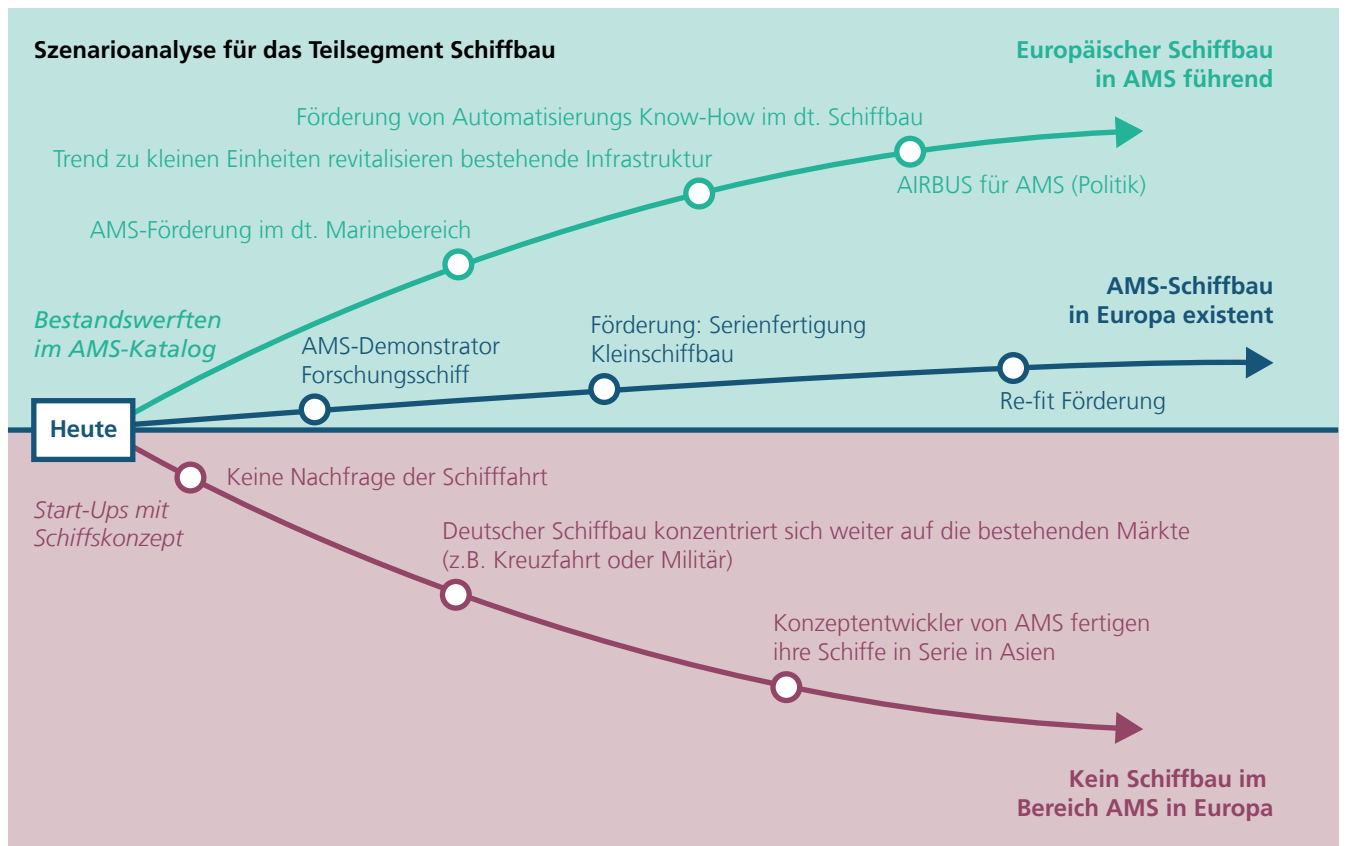 Szenarioanalyse für das Teilsegment Schiffbau
Europäischer Schiffbau
in AMS führend
Förderung von Automatisierungs Know-How im dt. Schiffbau
Trend zu kleinen Einheiten revitalisieren bestehende Infrastruktur
AIRBUS für AMS (Politik)
AMS-Förderung im dt. Marinebereich
AMS-Schiffbau
in Europa existent
Bestandswerften
im AMS-Katalog
Förderung: Serienfertigung
Kleinschiffbau
AMS-Demonstrator
Forschungsschiff
Re-fit Förderung
Heute
Keine Nachfrage der Schifffahrt
Start-Ups mit
Schiffskonzept
Deutscher Schiffbau konzentriert sich weiter auf die bestehenden Märkte
(z.B. Kreuzfahrt oder Militär)
Konzeptentwickler von AMS fertigen
ihre Schiffe in Serie in Asien
Kein Schiffbau im
Bereich AMS in Europa